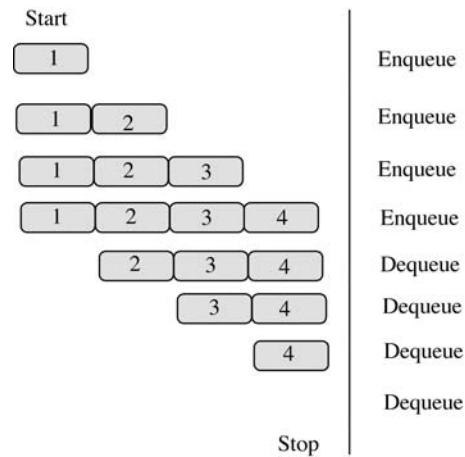 Start
1 Enqueue
1 2 Enqueue
1 2 3 Enqueue
1 2 3 4 Enqueue
2 3 4 Dequeue
3 4 Dequeue
4 Dequeue
Dequeue
Stop